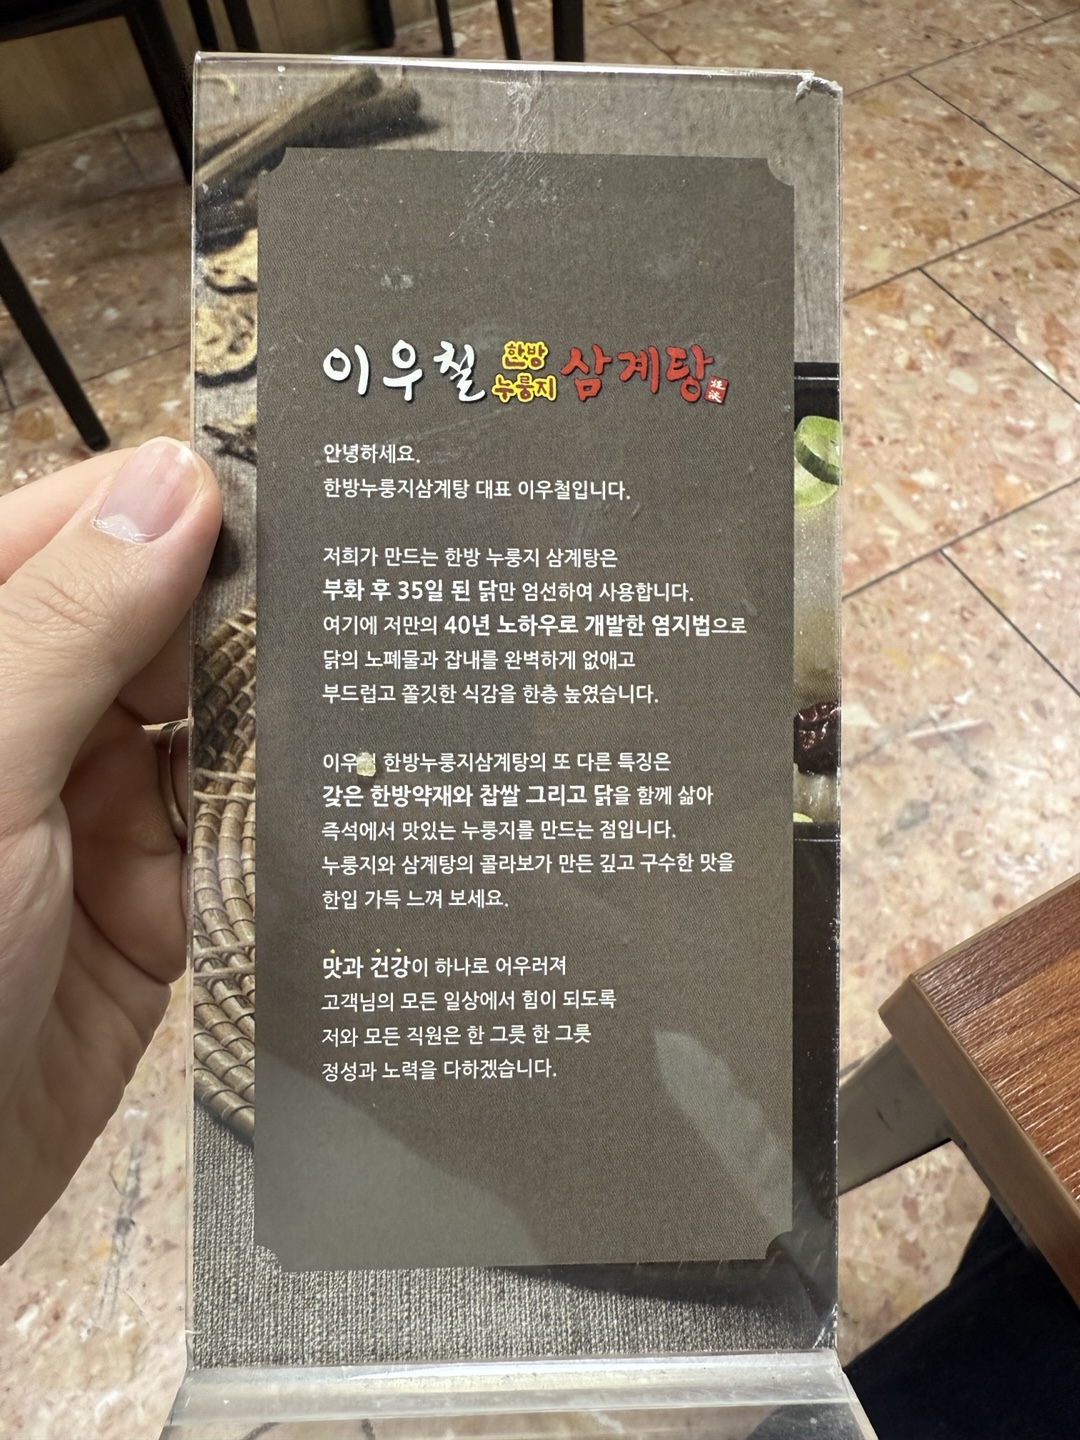 이우철 한방 누룽지 삼계탕
안녕하세요.
한방누룽지삼계탕 대표 이우철입니다.
저희가 만드는 한방 누룽지 삼계탕은
부화 후 35일 된 닭만 엄선하여 사용합니다.
여기에 저만의 40년 노하우로 개발한 염지법으로
닭의 노폐물과 잡내를 완벽하게 없애고
부드럽고 쫄깃한 식감을 한층 높였습니다.
이우 한방누룽지삼계탕의 또 다른 특징은
갖은 한방약재와 찹쌀 그리고 닭을 함께 삶아
즉석에서 맛있는 누룽지를 만드는 점입니다.
누룽지와 삼계탕의 콜라보가 만든 깊고 구수한 맛을
한입 가득 느껴 보세요.
맛과 건강이 하나로 어우러져
고객님의 모든 일상에서 힘이 되도록
저와 모든 직원은 한 그릇 한 그릇
정성과 노력을 다하겠습니다.